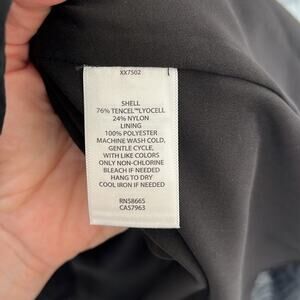 XX7502
SHELL
76% TENCEL™LYOCELL
24% NYLON
LINING
100% POLYESTER
MACHINE WASH COLD,
GENTLE CYCLE,
WITH LIKE COLORS
ONLY NON-CHLORINE
BLEACH IF NEEDED
HANG TO DRY
COOL IRON IF NEEDED
RN58665
CA57963